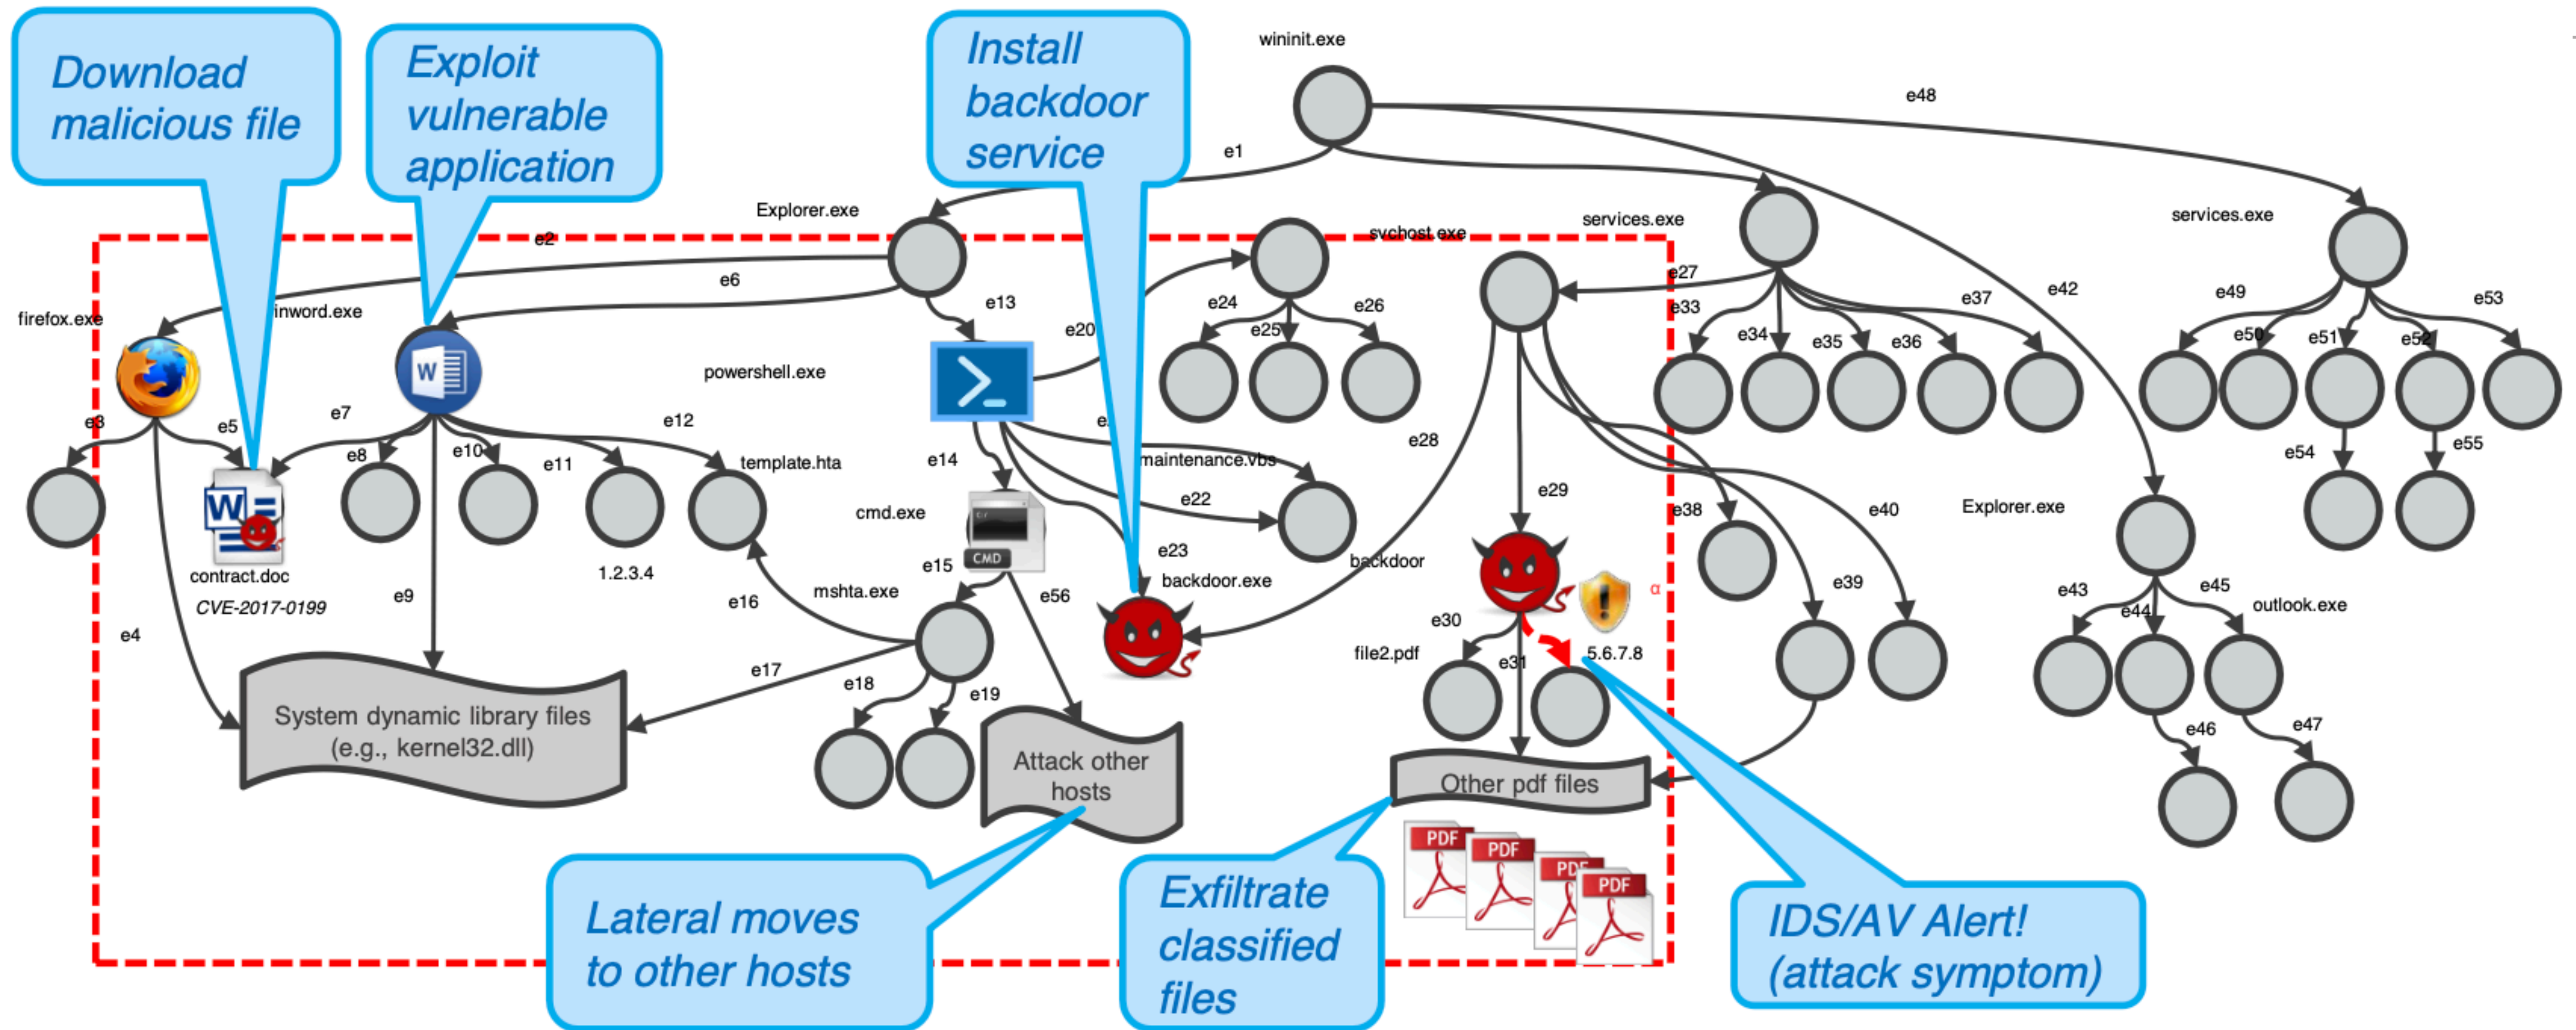 Download
malicious file
Exploit
vulnerable
application
Install
backdoor
service
wininit.exe
e48
e1
Explorer.exe
e2
svchost.exe
services.exe
services.exe
e6
e27
e42
firefox.exe
inword.exe
e13
e20
e24
e25
e26
e33
e34
e35
e36
e37
e49
e50
e51
e52
e53
powershell.exe
e3
e5
e7
e8
e10
e11
e12
template.hta
e14
maintenance.vbs
e22
e28
e29
e38
e40
Explorer.exe
e54
e55
W
W
cmd.exe
C:/
CMD
contract.doc
CVE-2017-0199
1.2.3.4
e15
mshta.exe
e56
e23
backdoor.exe
backdoor
α
e39
e43
e44
e45
outlook.exe
e4
e9
e16
e17
e18
e19
e30
file2.pdf
e31
5.6.7.8
e46
e47
System dynamic library files
(e.g., kernel32.dll)
Attack other
hosts
Other pdf files
PDF
PDF
PDF
PDF
Lateral moves
to other hosts
Exfiltrate
classified
files
IDS/AV Alert!
(attack symptom)